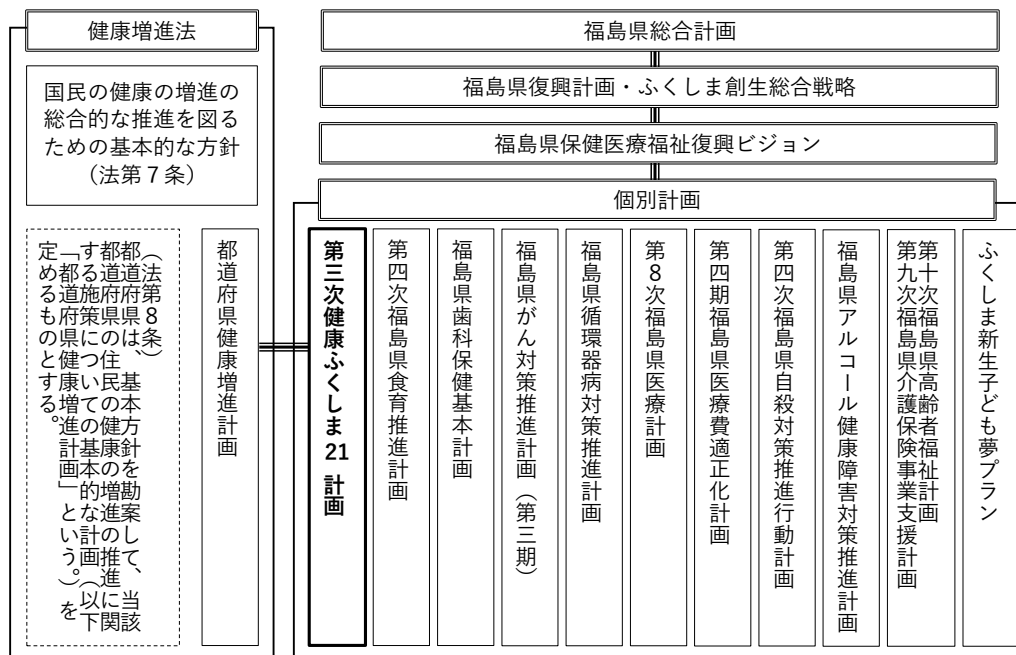 健康増進法
国民の健康の増進の
総合的な推進を図る
ための基本的な方針
（法第７条）
（法第８条）
都道府県は、基本方針を勘案して、当該
都道府県の住民の健康の増進の推進に関
する施策についての基本的な計画（以下
「都道府県健康増進計画」という。）を
定めるものとする。
都道府県健康増進計画
福島県総合計画
福島県復興計画・ふくしま創生総合戦略
福島県保健医療福祉復興ビジョン
個別計画
第三次健康ふくしま21計画
第四次福島県食育推進計画
福島県歯科保健基本計画
福島県がん対策推進計画（第三期）
福島県循環器病対策推進計画
第８次福島県医療計画
第四期福島県医療費適正化計画
第四次福島県自殺対策推進行動計画
福島県アルコール健康障害対策推進計画
第十次福島県高齢者福祉計画
第九次福島県介護保険事業支援計画
ふくしま新生子ども夢プラン